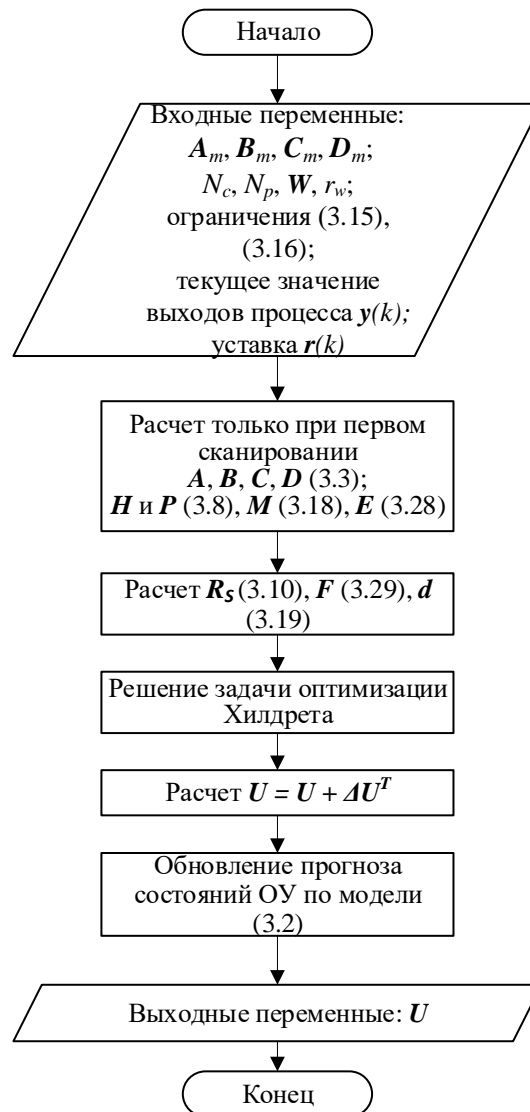 Начало
Входные переменные:
A_m, B_m, C_m, D_m;
N_c, N_p, W, r_w;
ограничения (3.15),
(3.16);
текущее значение
выходов процесса y(k);
уставка r(k)
Расчет только при первом
сканировании
A, B, C, D (3.3);
H и P (3.8), M (3.18), E (3.28)
Расчет R_S (3.10), F (3.29), d
(3.19)
Решение задачи оптимизации
Хилдрета
Расчет U = U + ΔU^T
Обновление прогноза
состояний ОУ по модели
(3.2)
Выходные переменные: U
Конец